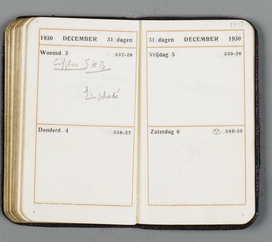 1930 DECEMBER 31 dagen
Woensd. 3 337-28
Donderd. 4 338-27
31 dagen DECEMBER 1930
Vrijdag 5 339-26
Zaterdag 6 340-25